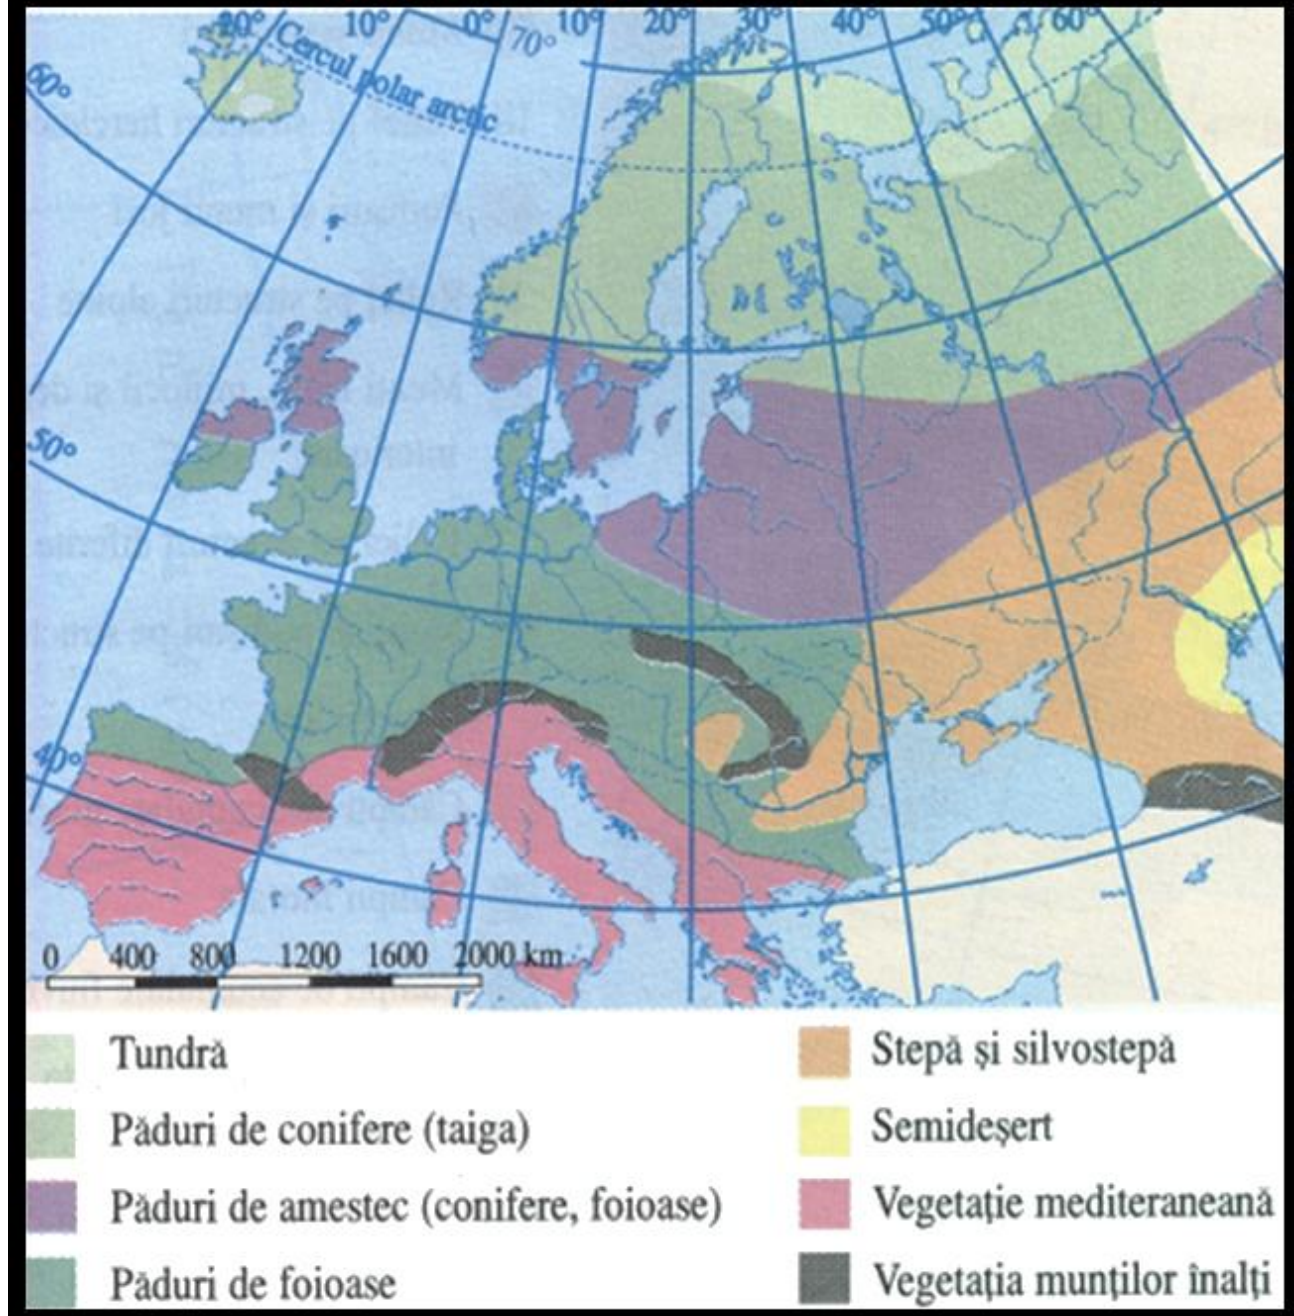 20° 10° 0° 70° 10° 20° 30° 40° 50° 60°
Cercul polar arctic
60°
50°
40°
0 400 800 1200 1600 2000 km
Tundră
Păduri de conifere (taiga)
Păduri de amestec (conifere, foioase)
Păduri de foioase
Stepă și silvostepă
Semideșert
Vegetație mediteraneană
Vegetația munților înalți